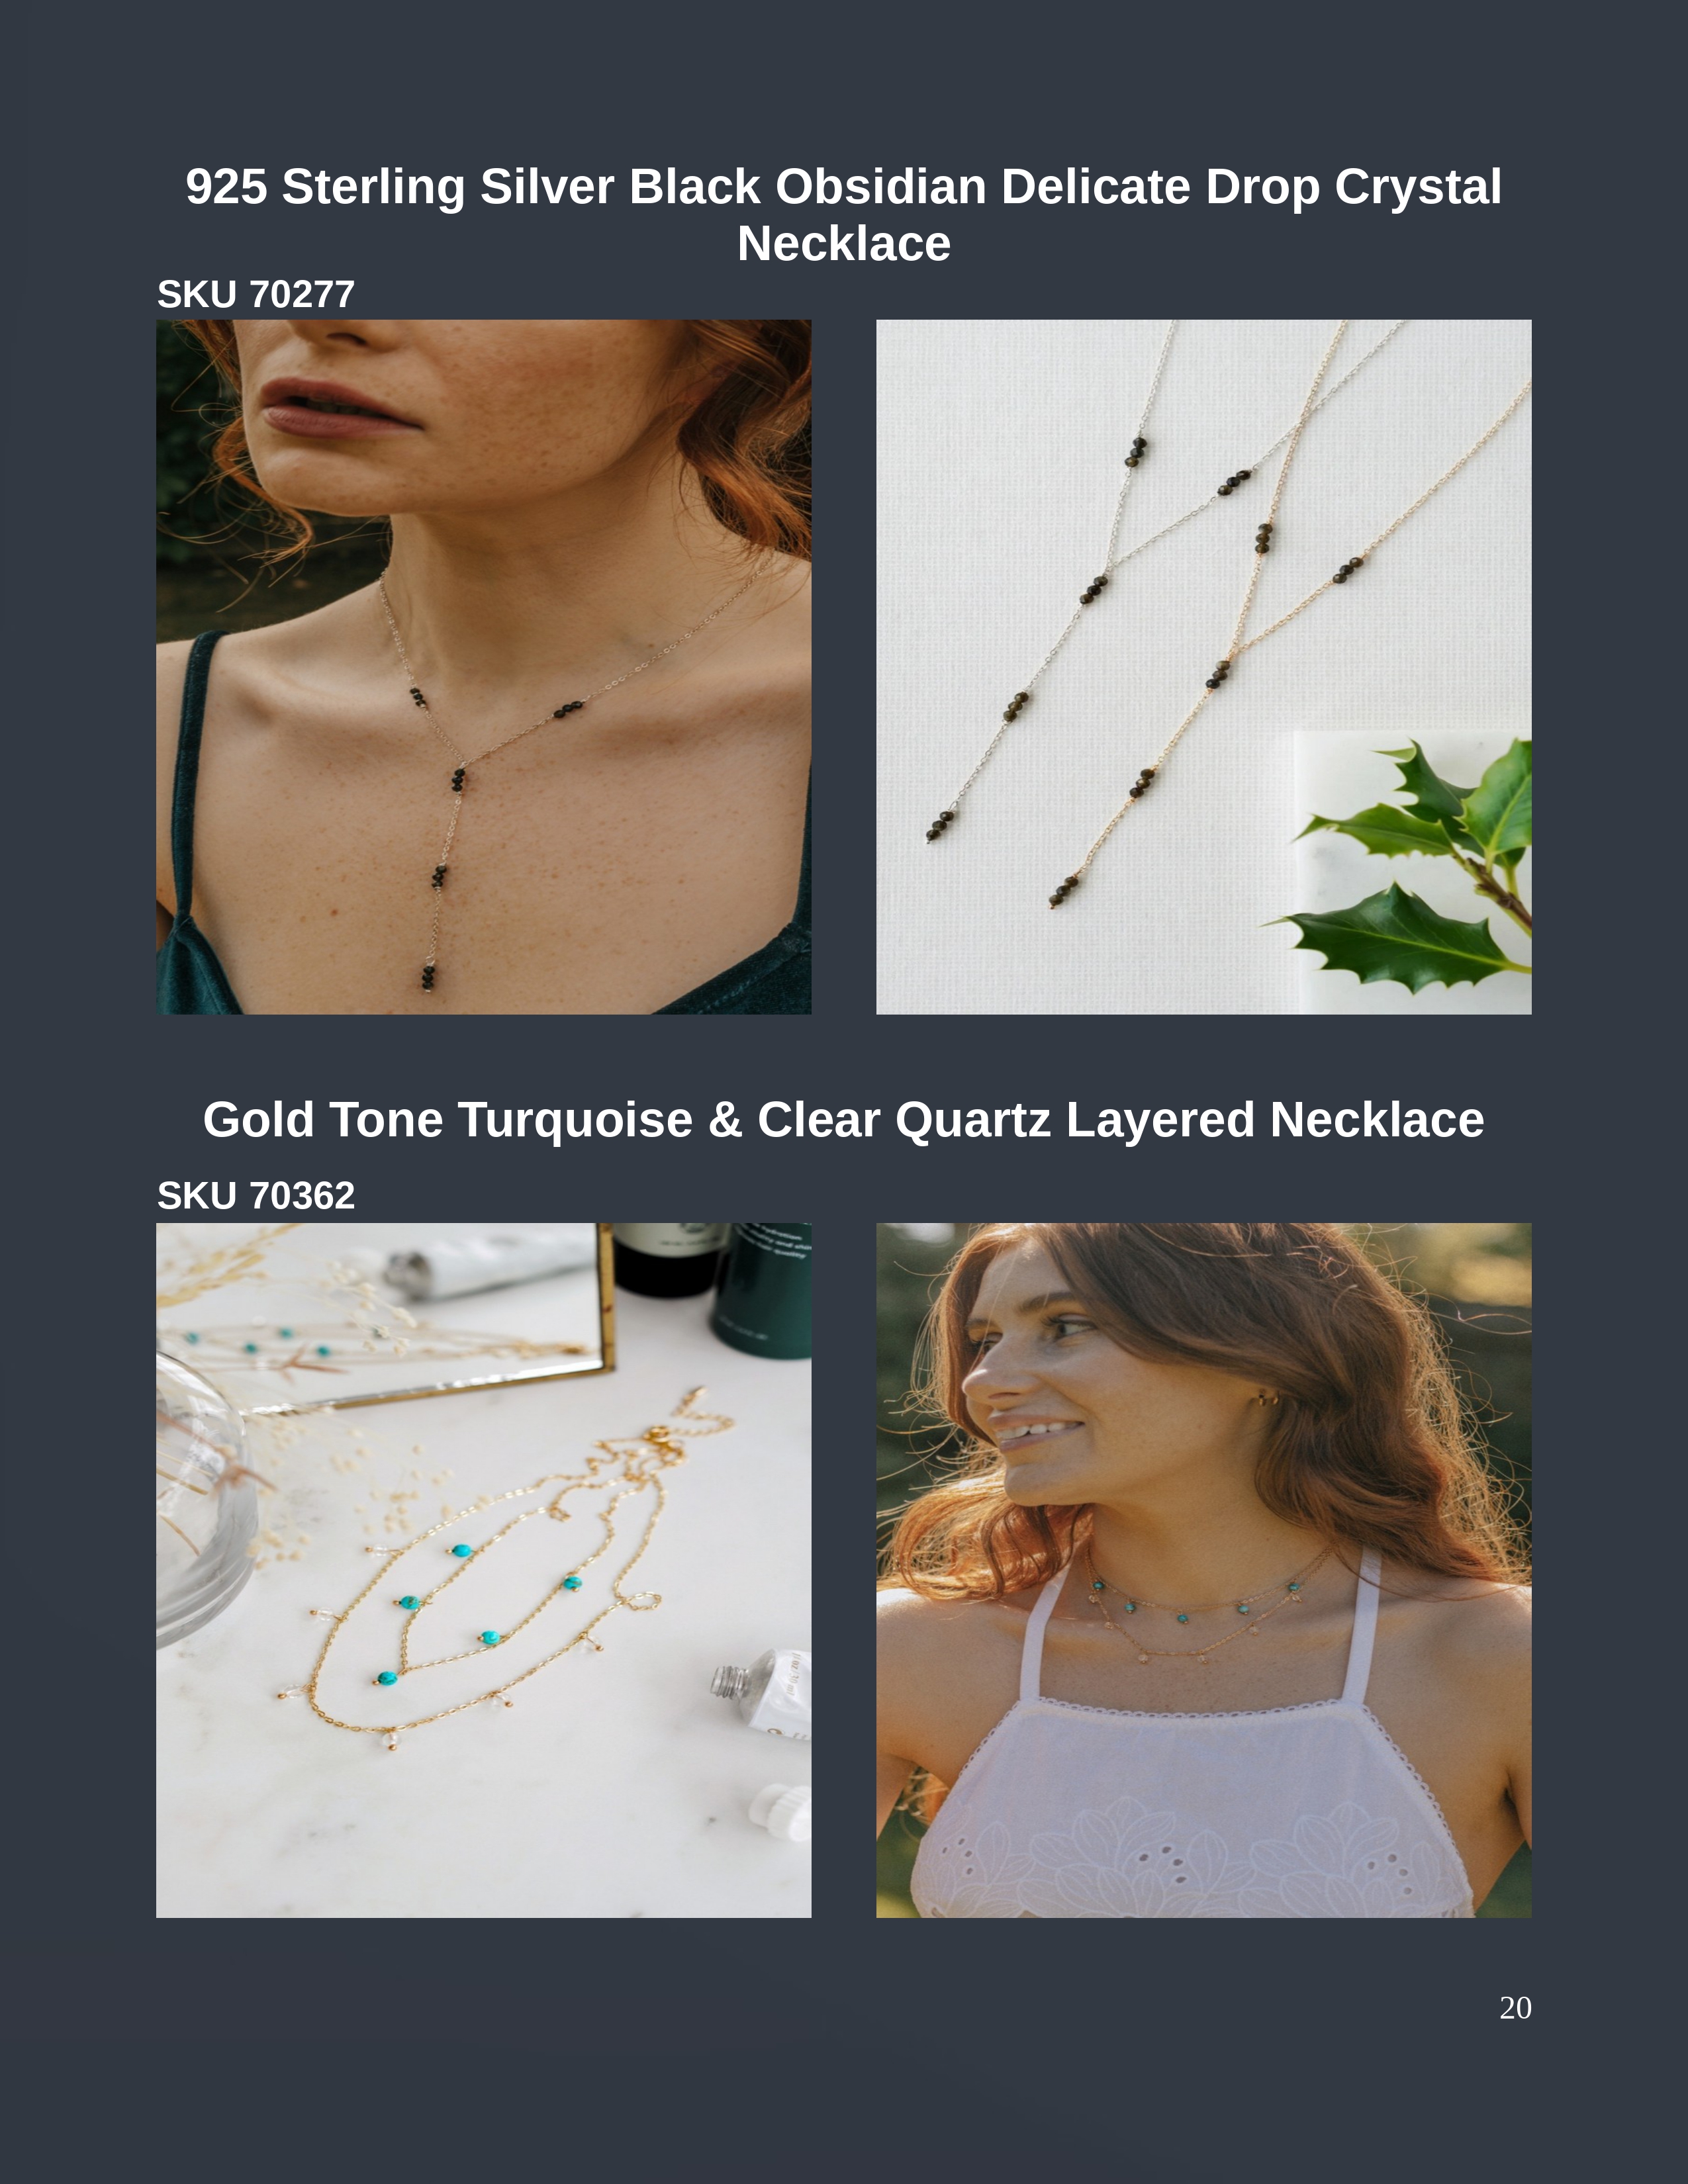 925 Sterling Silver Black Obsidian Delicate Drop Crystal
Necklace
SKU 70277
Gold Tone Turquoise & Clear Quartz Layered Necklace
SKU 70362
20